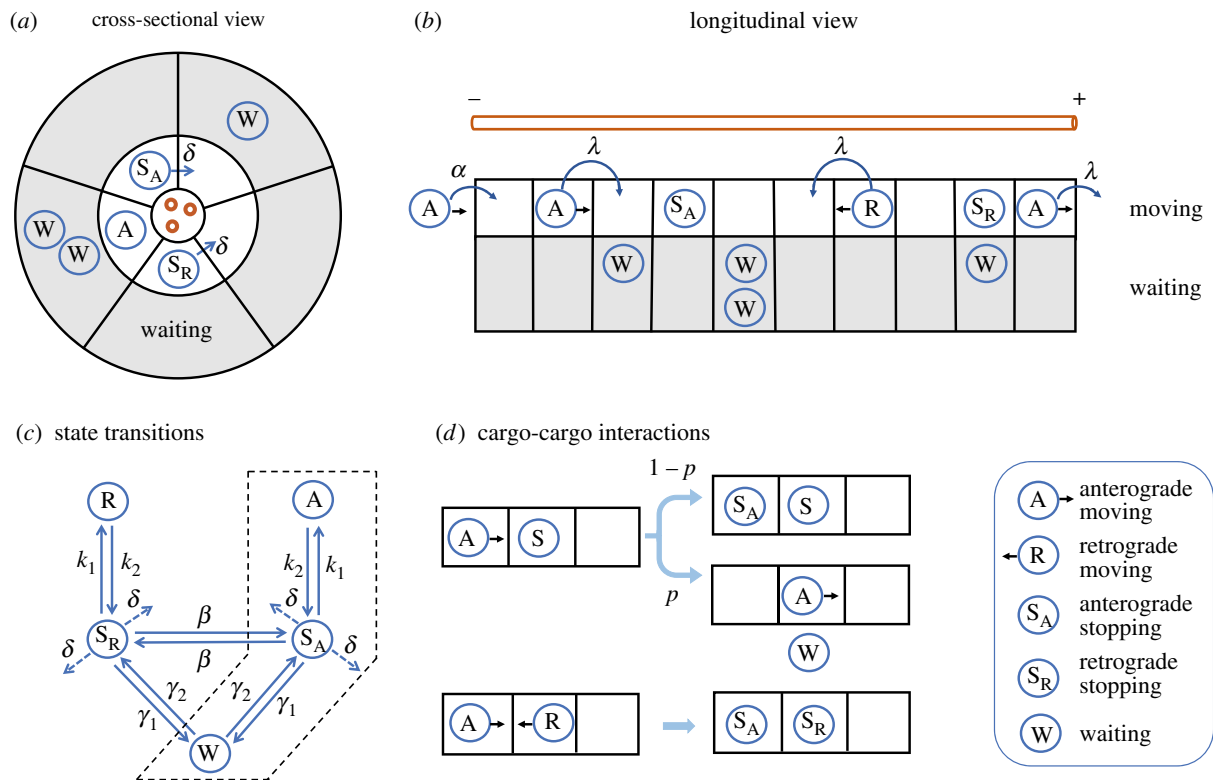 (a) cross-sectional view
W
S_A δ
W
W
A
S_R δ
waiting
(b) longitudinal view
– +
α λ λ λ
A A S_A R S_R A
moving
W W W
W
waiting
(c) state transitions
R A
k_1 k_2 k_2 k_1
δ β δ
S_R S_A
δ β δ
γ_2 γ_2
γ_1 γ_1
W
(d) cargo-cargo interactions
1 – p
S_A S
A S
p
A
W
A R S_A S_R
A anterograde
moving
R retrograde
moving
S_A anterograde
stopping
S_R retrograde
stopping
W waiting